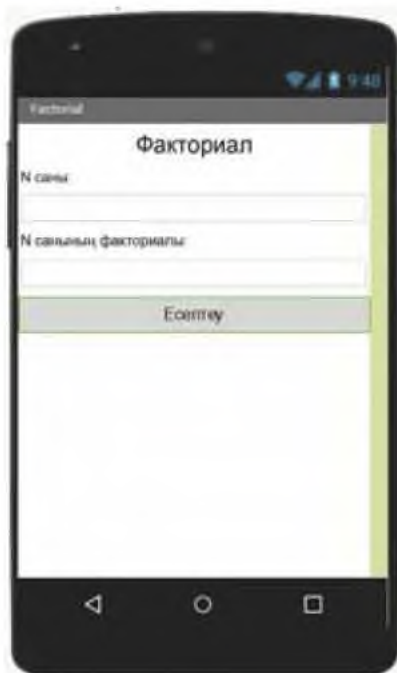 9:48
Factorial
Факториал
N саны
N санының факториалы
Есептеу